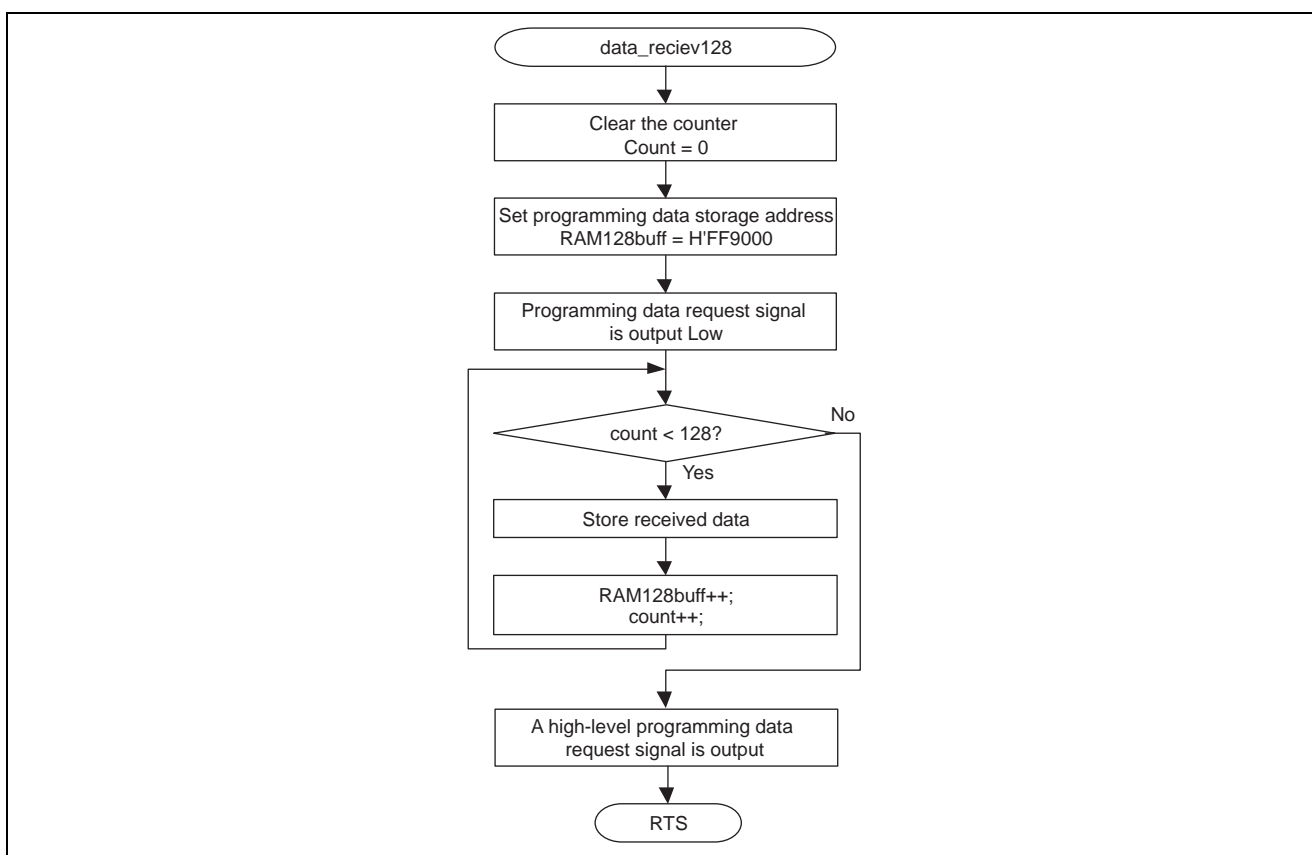 data_reciev128
Clear the counter
Count = 0
Set programming data storage address
RAM128buff = H'FF9000
Programming data request signal
is output Low
No
count < 128?
Yes
Store received data
RAM128buff++;
count++;
A high-level programming data
request signal is output
RTS